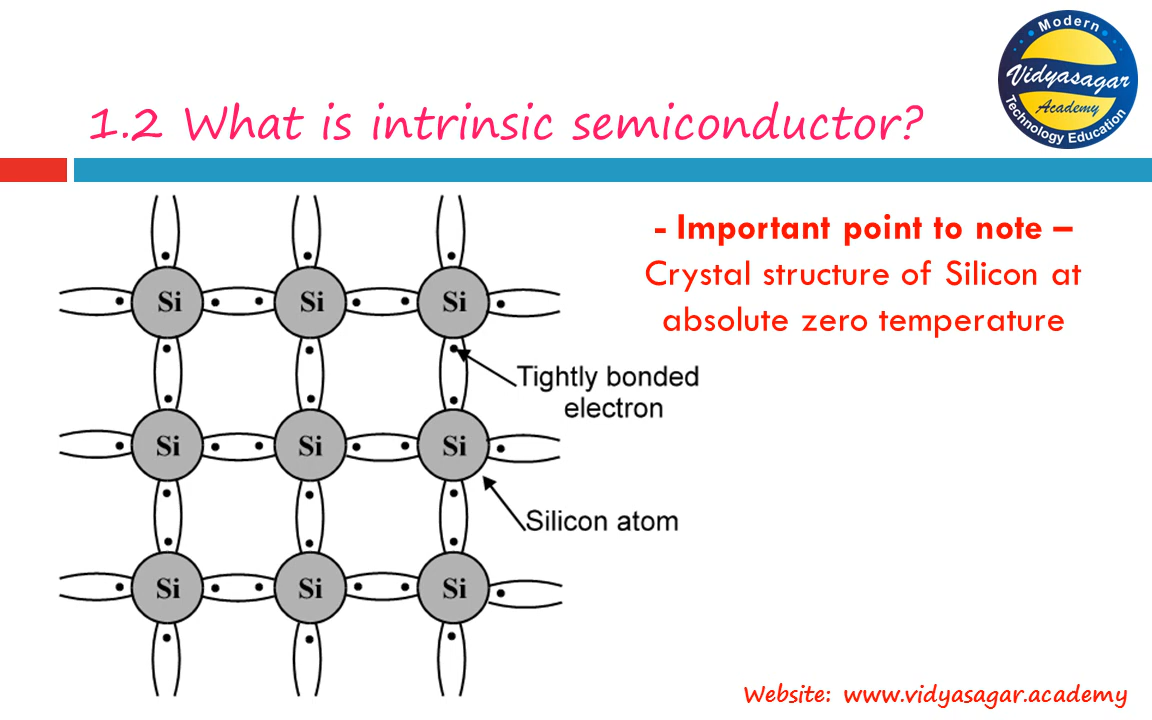 Modern
Vidyasagar
Academy
Technology Education
1.2 What is intrinsic semiconductor?
- Important point to note –
Crystal structure of Silicon at
absolute zero temperature
Si Si Si
Tightly bonded
electron
Si Si Si
Silicon atom
Si Si Si
Website: www.vidyasagar.academy